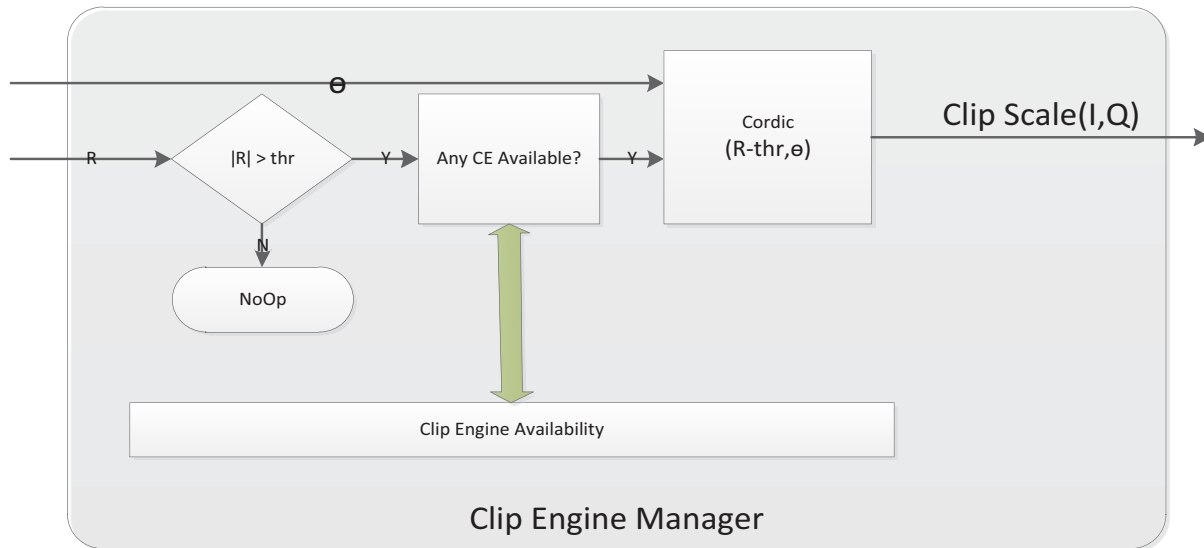 ɵ
Cordic
(R-thr,ɵ)
Clip Scale(I,Q)
R
|R| > thr
Y
Any CE Available?
Y
N
NoOp
Clip Engine Availability
Clip Engine Manager